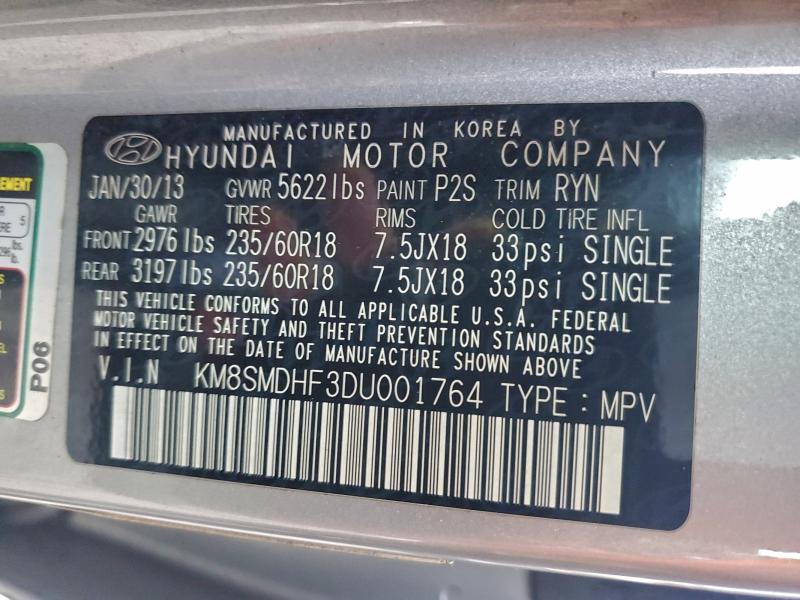 MANUFACTURED IN KOREA BY
HYUNDAI MOTOR COMPANY
JAN/30/13 GVWR 5622lbs PAINT P2S TRIM RYN
GAWR TIRES RIMS COLD TIRE INFL
FRONT 2976lbs 235/60R18 7.5JX18 33psi SINGLE
REAR 3197lbs 235/60R18 7.5JX18 33psi SINGLE
THIS VEHICLE CONFORMS TO ALL APPLICABLE U.S.A. FEDERAL
MOTOR VEHICLE SAFETY AND THEFT PREVENTION STANDARDS
IN EFFECT ON THE DATE OF MANUFACTURE SHOWN ABOVE
V.I.N KM8SMDHF3DU001764 TYPE : MPV
5
P06